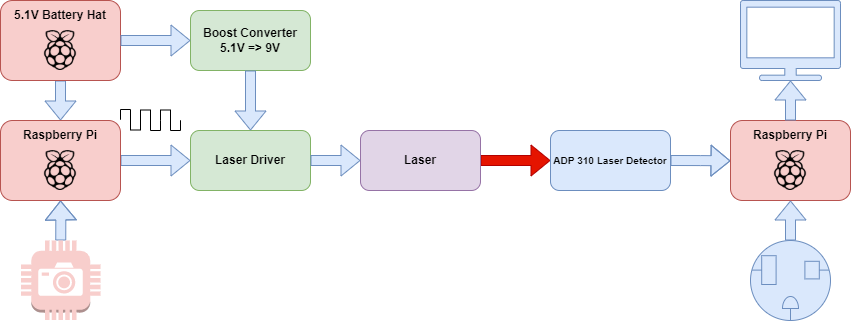 5.1V Battery Hat
Boost Converter
5.1V => 9V
Raspberry Pi
Laser Driver
Laser
ADP 310 Laser Detector
Raspberry Pi